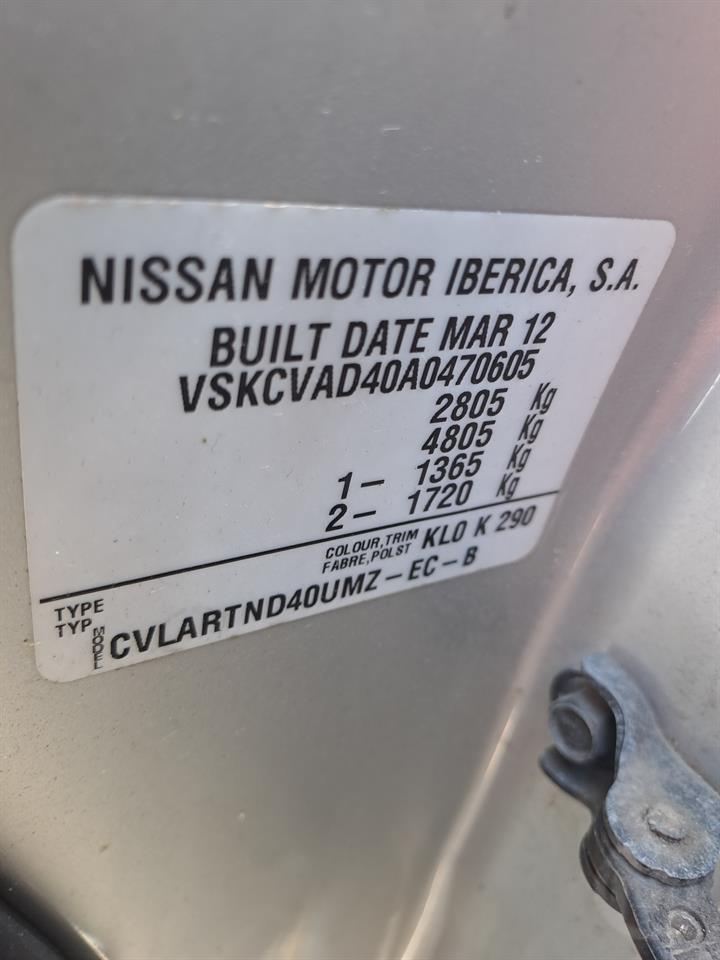 NISSAN MOTOR IBERICA, S.A.
BUILT DATE MAR 12
VSKCVAD40A0470605
2805 Kg
4805 Kg
1- 1365 Kg
2- 1720 Kg
COLOUR,TRIM KL0 K 290
FABRE,POLST
TYPE
TYP
MODEL CVLARTND40UMZ-EC-B